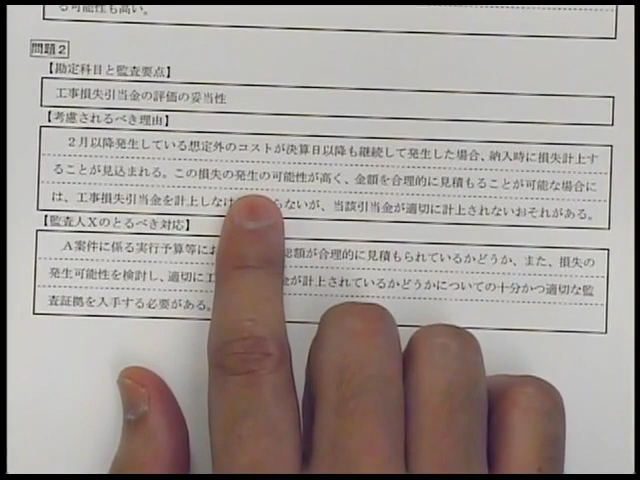 る可能性も高い。
問題2
【勘定科目と監査要点】
工事損失引当金の評価の妥当性
【考慮されるべき理由】
2月以降発生している想定外のコストが決算日以降も継続して発生した場合、納入時に損失計上す
ることが見込まれる。この損失の発生の可能性が高く、金額を合理的に見積もることが可能な場合に
は、工事損失引当金を計上しなけ らないが、当該引当金が適切に計上されないおそれがある。
【監査人Xのとるべき対応】
A案件に係る実行予算等にお 総額が合理的に見積もられているかどうか、また、損失の
発生可能性を検討し、適切に工 金が計上されているかどうかについての十分かつ適切な監
査証拠を入手する必要がある。